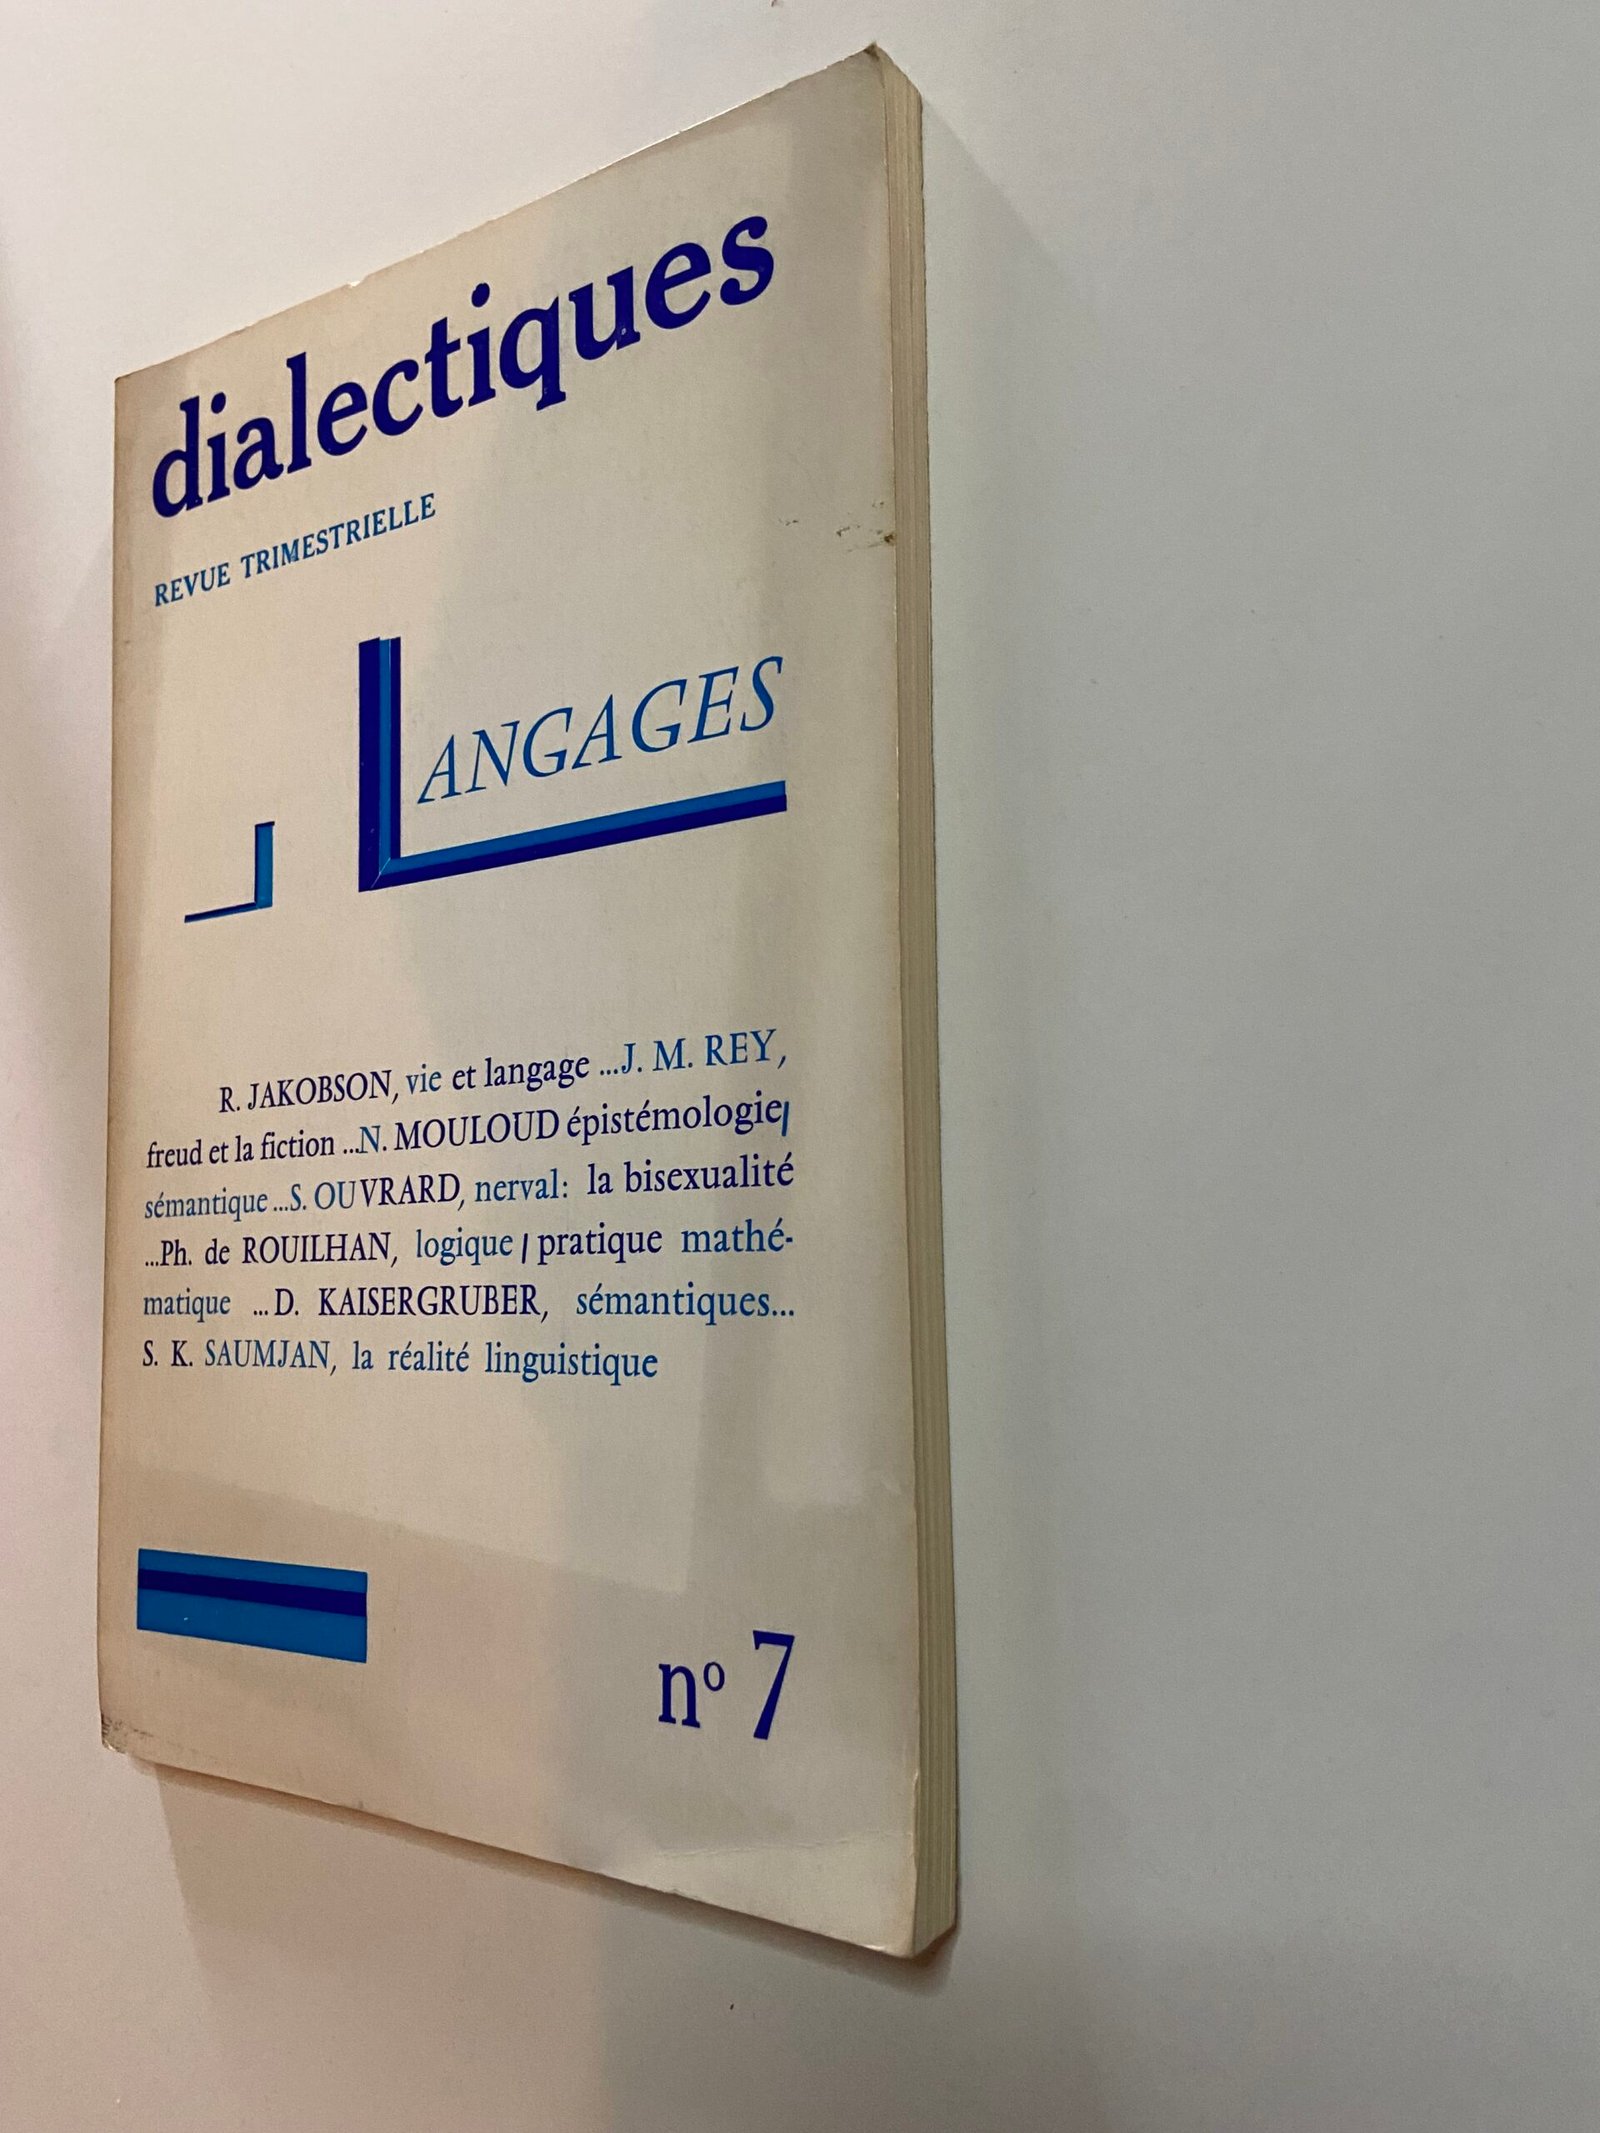 dialectiques
REVUE TRIMESTRIELLE
LANGAGES
R. JAKOBSON, vie et langage ...J. M. REY,
freud et la fiction ...N. MOULOUD épistémologie/
sémantique ...S. OUVRARD, nerval: la bisexualité
...Ph. de ROUILHAN, logique / pratique mathé-
matique ...D. KAISERGRUBER, sémantiques...
S. K. SAUMJAN, la réalité linguistique
nº 7